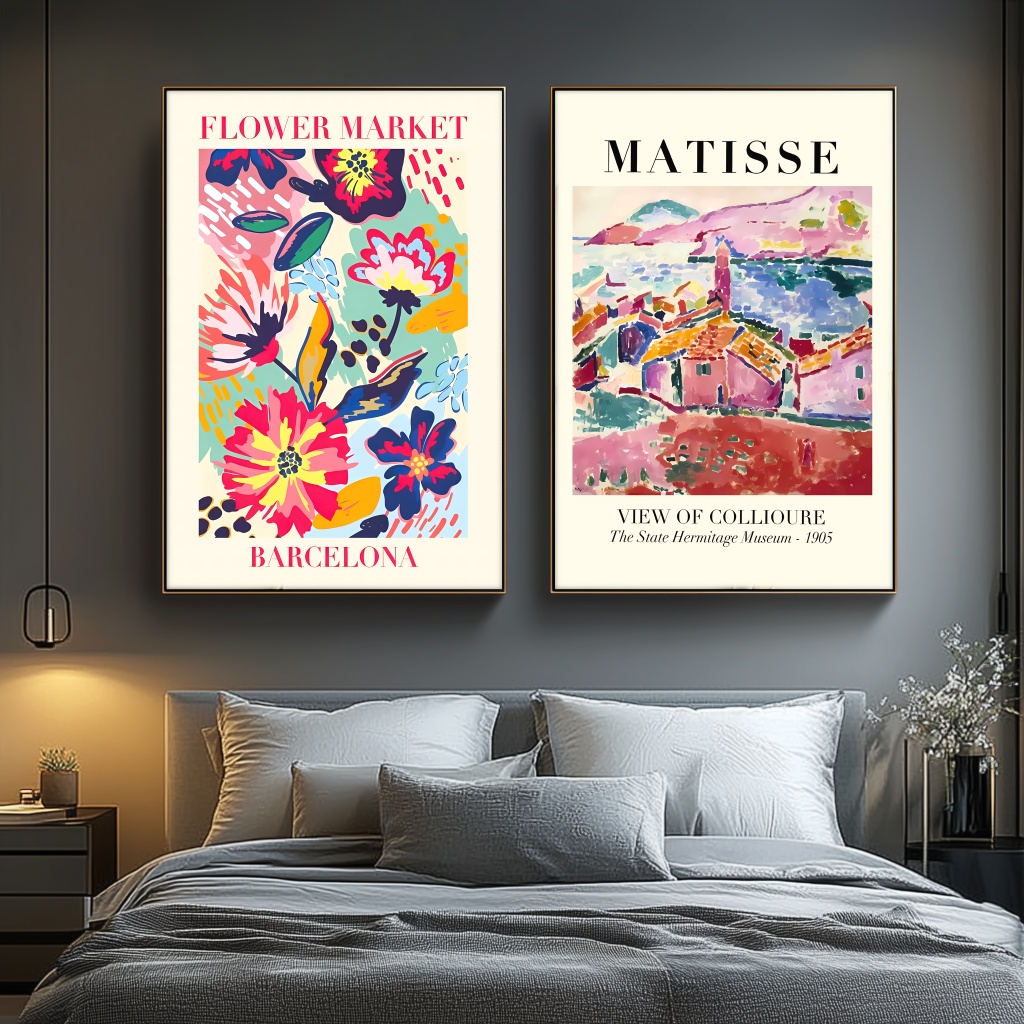 FLOWER MARKET
BARCELONA
MATISSE
VIEW OF COLLIOURE
The State Hermitage Museum - 1905